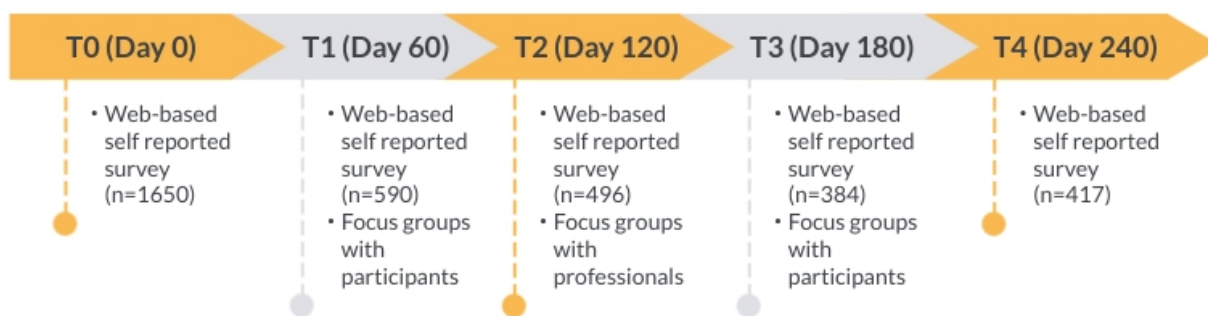 T0 (Day 0)
T1 (Day 60)
T2 (Day 120)
T3 (Day 180)
T4 (Day 240)
• Web-based
self reported
survey
(n=1650)
• Web-based
self reported
survey
(n=590)
• Focus groups
with
participants
• Web-based
self reported
survey
(n=496)
• Focus groups
with
professionals
• Web-based
self reported
survey
(n=384)
• Focus groups
with
participants
• Web-based
self reported
survey
(n=417)